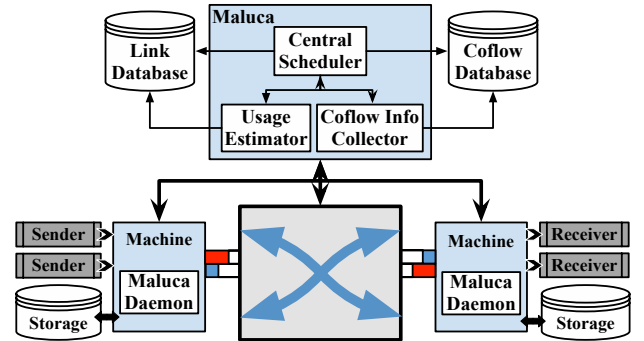 Maluca
Link
Database
Central
Scheduler
Coflow
Database
Usage
Estimator
Coflow Info
Collector
Sender
Sender
Machine
Maluca
Daemon
Storage
Machine
Maluca
Daemon
Receiver
Receiver
Storage